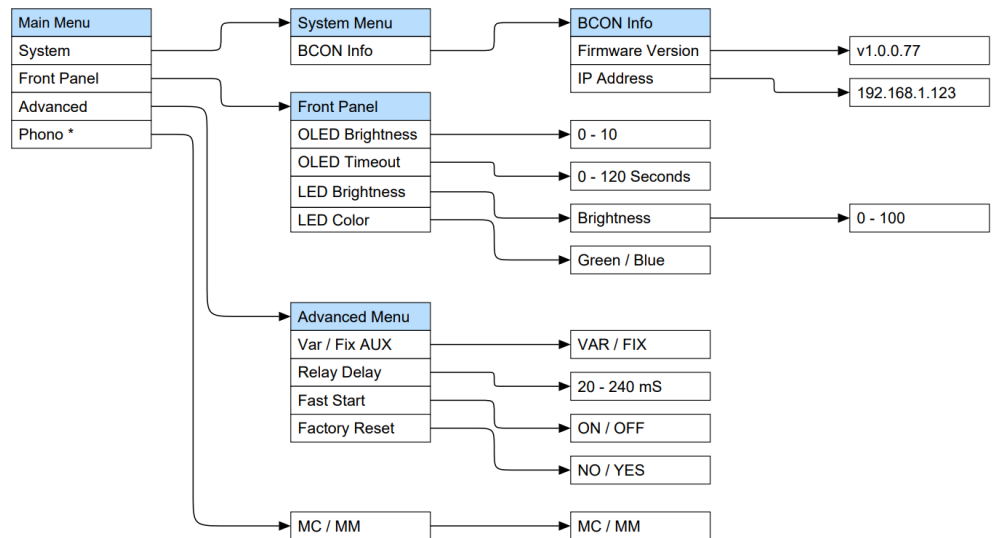 Main Menu
System
Front Panel
Advanced
Phono *
System Menu
BCON Info
BCON Info
Firmware Version
IP Address
v1.0.0.77
192.168.1.123
Front Panel
OLED Brightness
OLED Timeout
LED Brightness
LED Color
0 - 10
0 - 120 Seconds
Brightness
0 - 100
Green / Blue
Advanced Menu
Var / Fix AUX
Relay Delay
Fast Start
Factory Reset
VAR / FIX
20 - 240 mS
ON / OFF
NO / YES
MC / MM
MC / MM